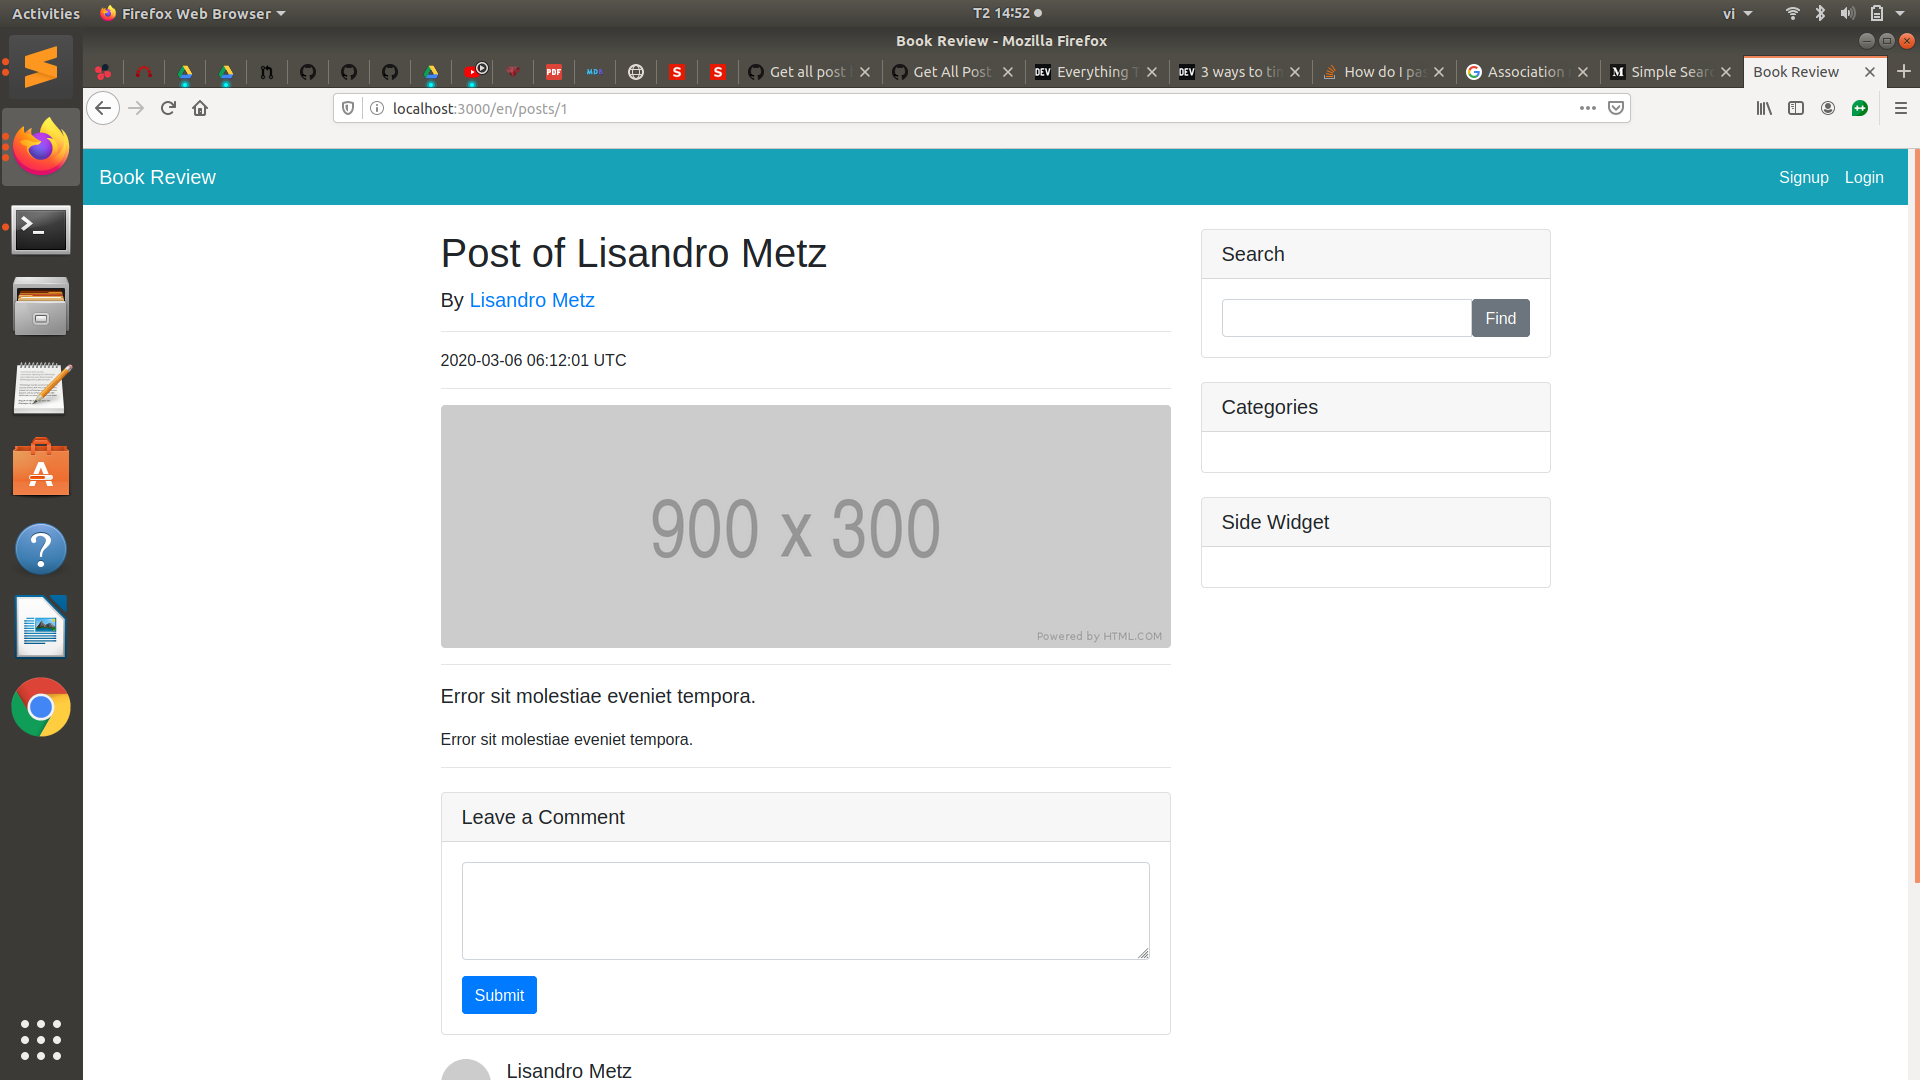 Activities Firefox Web Browser T2 14:52 vi
Book Review - Mozilla Firefox
PDF MDB S S Get all post Get All Post DEV Everything T DEV 3 ways to tim How do I pas Association Simple Searc Book Review
localhost:3000/en/posts/1
Book Review Signup Login
Post of Lisandro Metz
By Lisandro Metz
2020-03-06 06:12:01 UTC
900 x 300
Powered by HTML.COM
Error sit molestiae eveniet tempora.
Error sit molestiae eveniet tempora.
Leave a Comment
Submit
Lisandro Metz
Search
Find
Categories
Side Widget